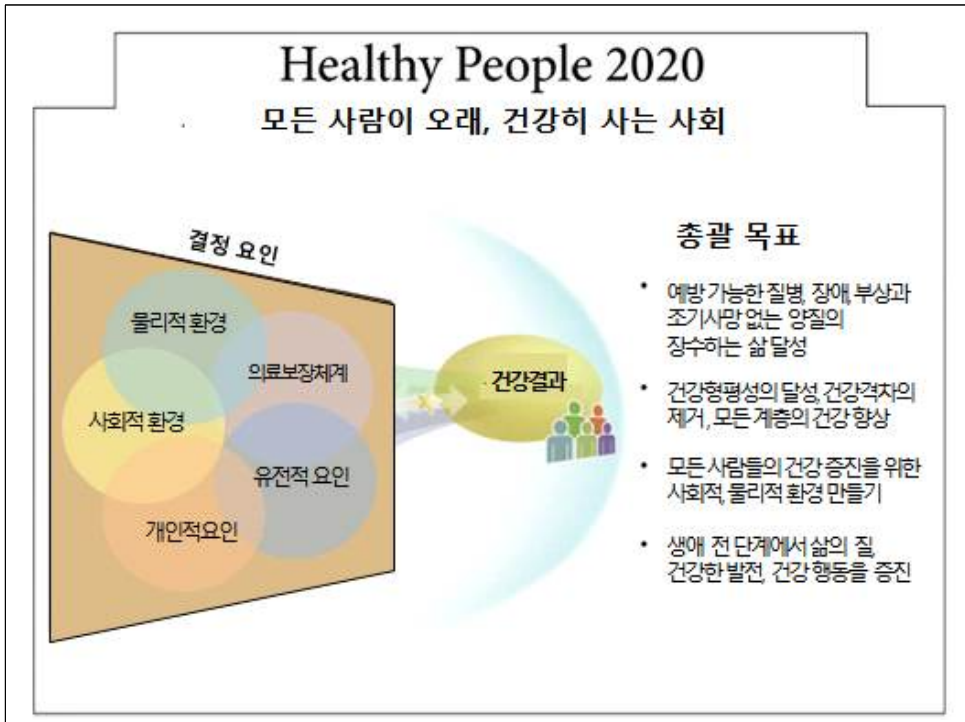 Healthy People 2020
모든 사람이 오래, 건강히 사는 사회
결정 요인
물리적 환경
의료보장체계
사회적 환경
유전적 요인
개인적요인
건강결과
총괄 목표
• 예방 가능한 질병, 장애, 부상과
조기사망 없는 양질의
장수하는 삶 달성
• 건강형평성의 달성, 건강격차의
제거, 모든 계층의 건강 향상
• 모든 사람들의 건강 증진을 위한
사회적, 물리적 환경 만들기
• 생애 전 단계에서 삶의 질,
건강한 발전, 건강 행동을 증진